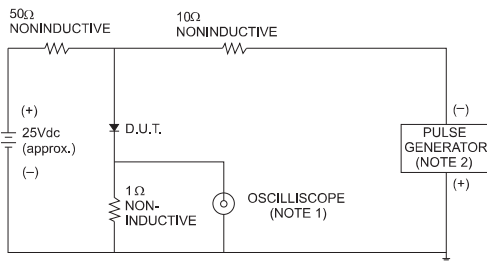 50Ω
NONINDUCTIVE
10Ω
NONINDUCTIVE
(+)
25Vdc
(approx.)
(–)
D.U.T.
1Ω
NON-
INDUCTIVE
OSCILLISCOPE
(NOTE 1)
(–)
PULSE
GENERATOR
(NOTE 2)
(+)